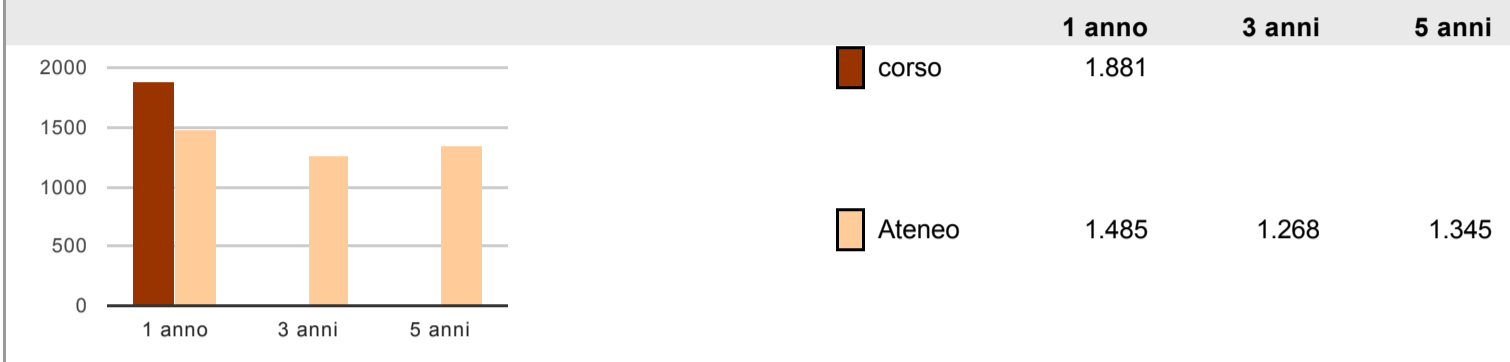 1 anno 3 anni 5 anni
2000
1500
1000
500
0
1 anno 3 anni 5 anni
corso 1.881
Ateneo 1.485 1.268 1.345